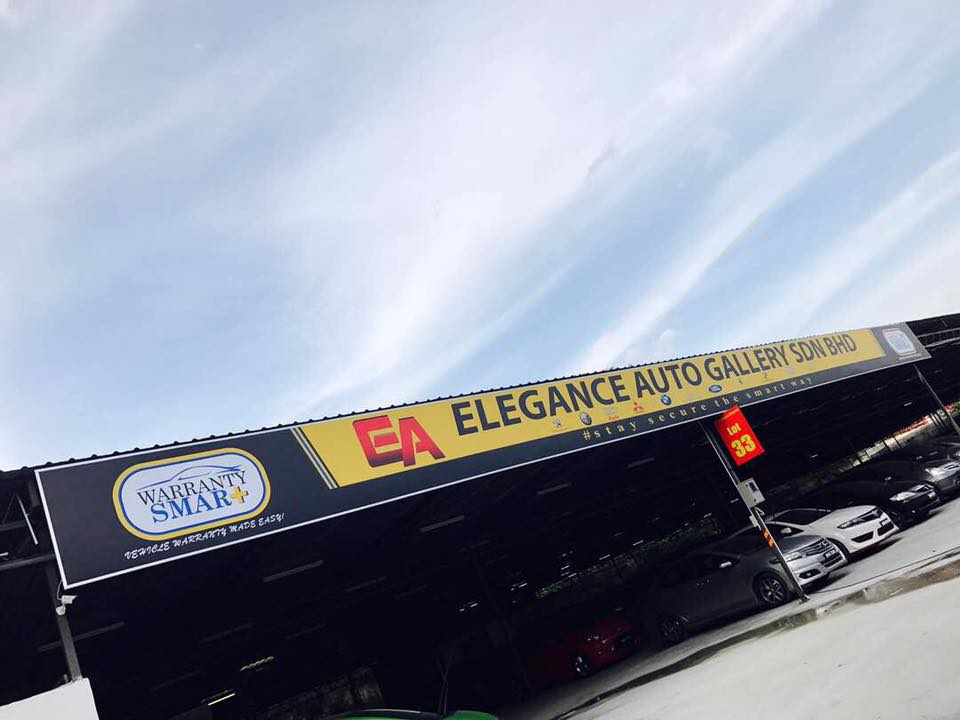 WARRANTY
SMAR+
VEHICLE WARRANTY MADE EASY!
EA
ELEGANCE AUTO GALLERY SDN BHD
#stay secure the smart way
Lot
33